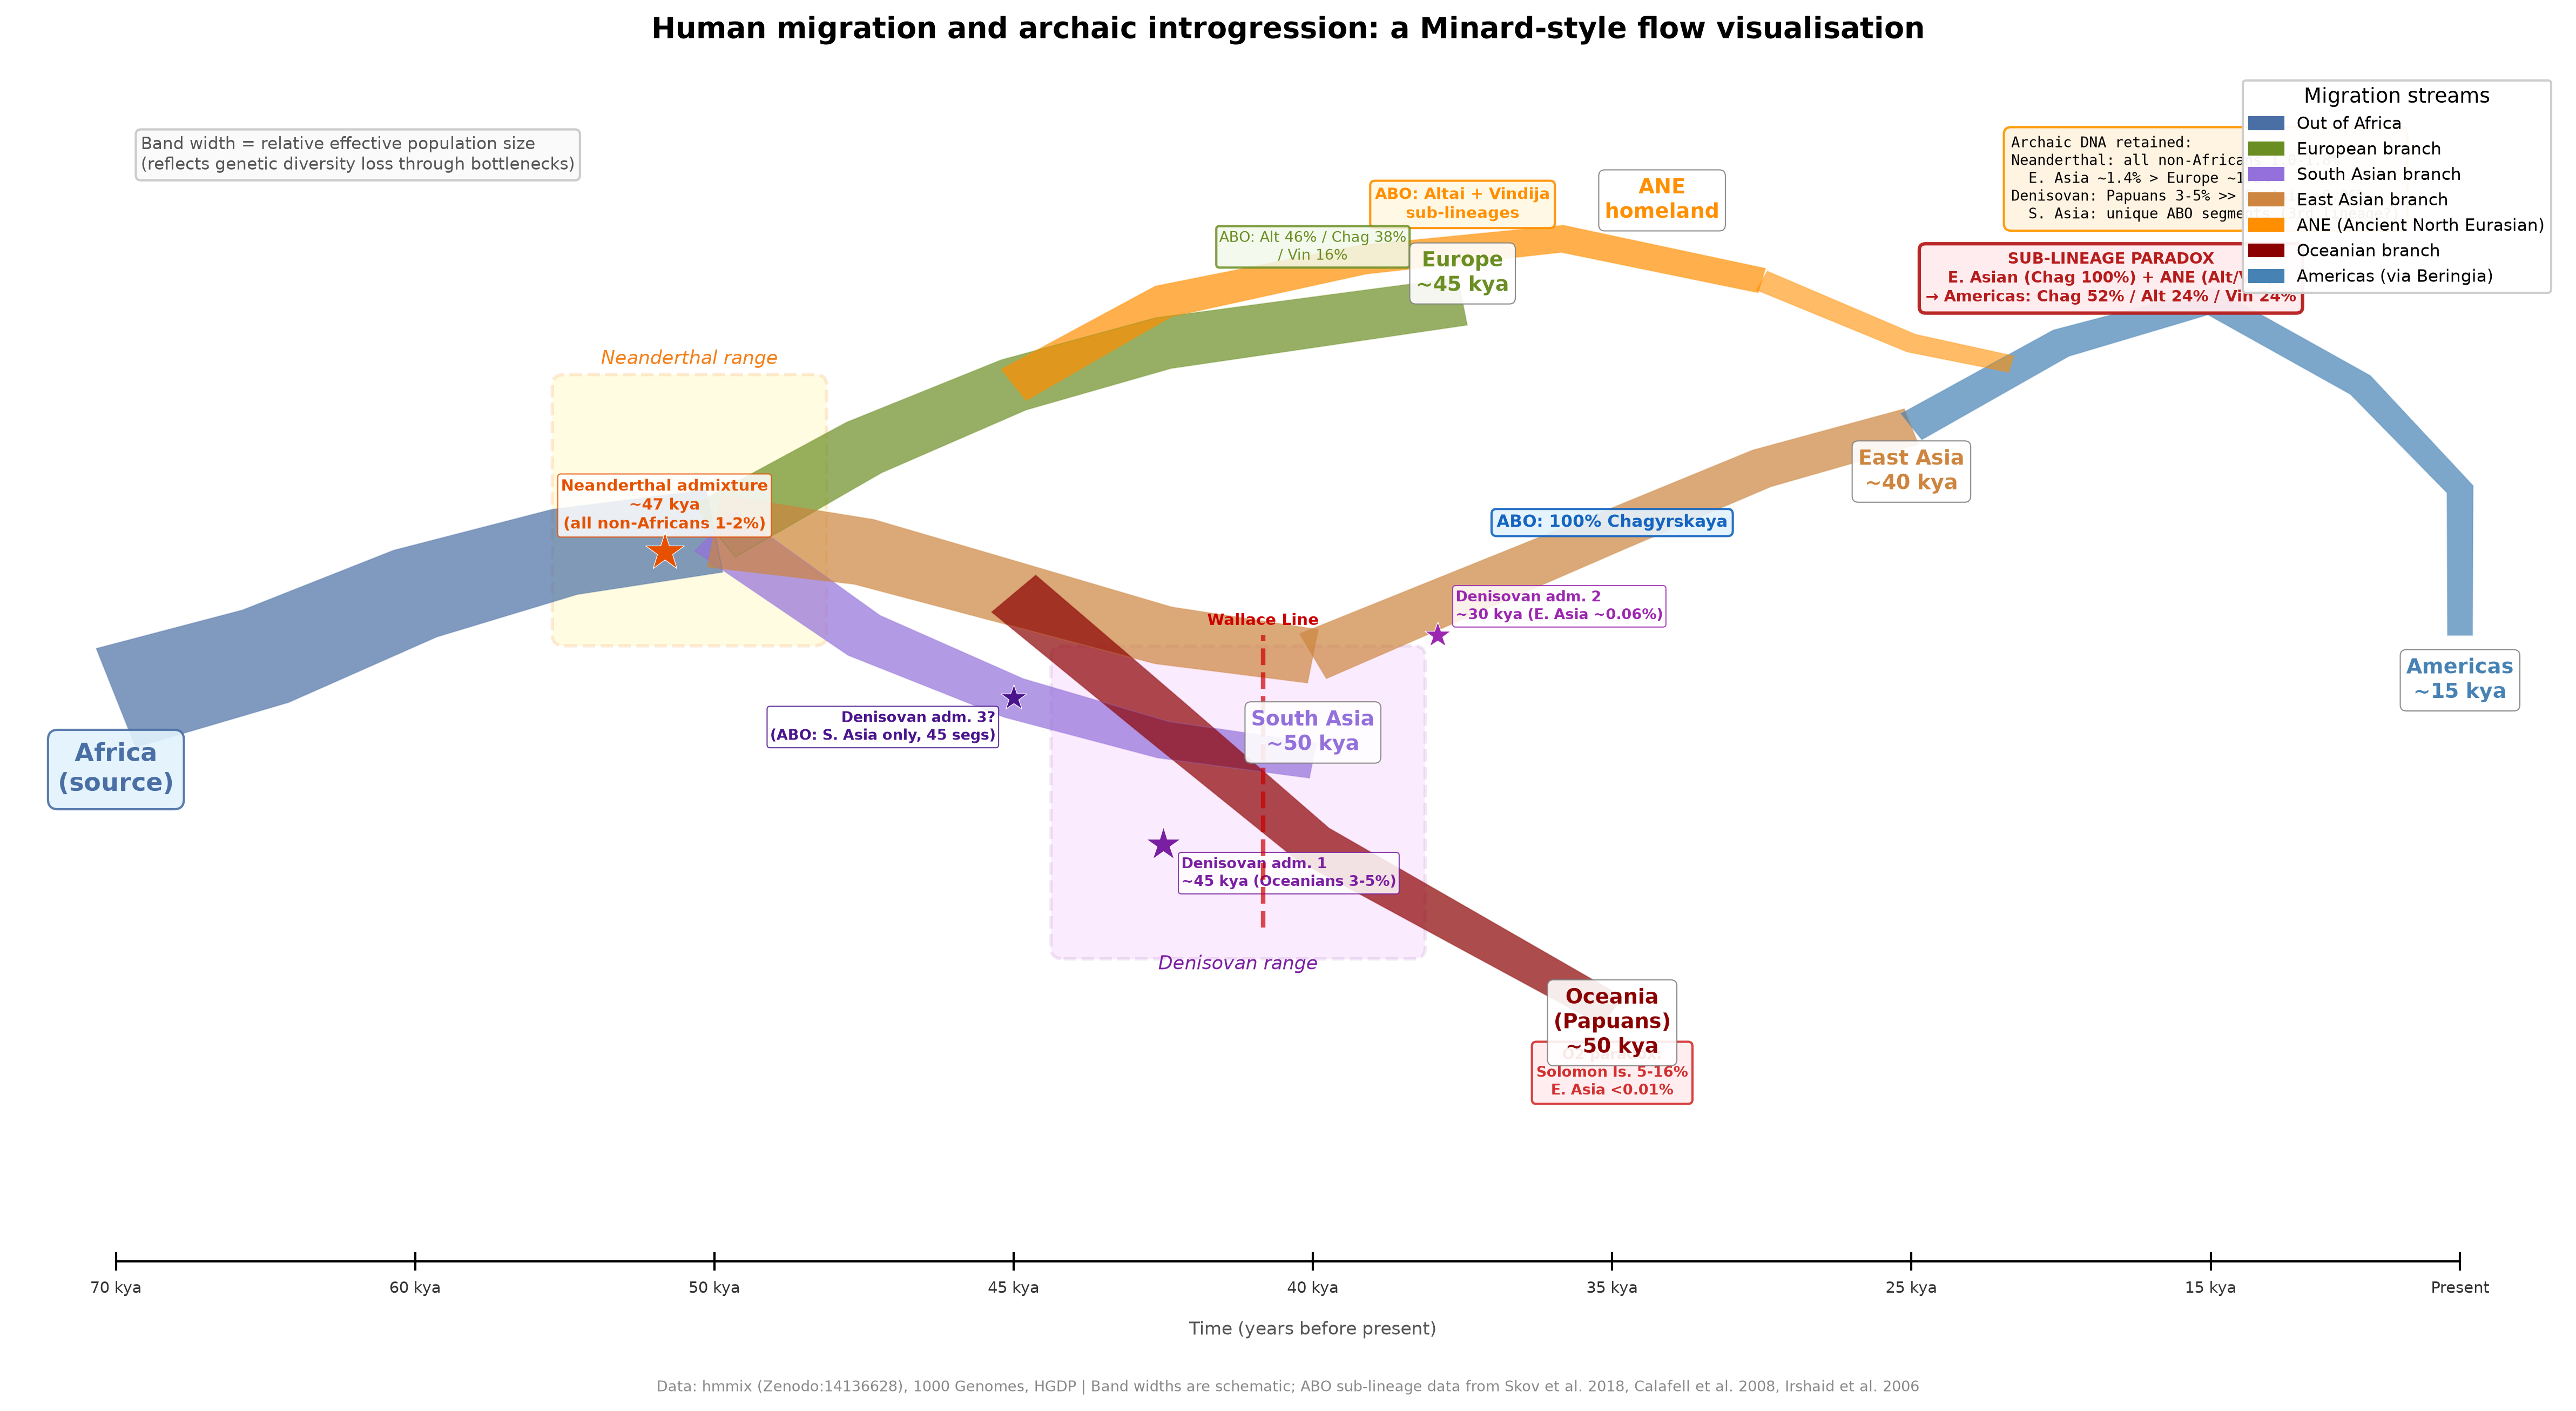 Human migration and archaic introgression: a Minard-style flow visualisation
Band width = relative effective population size
(reflects genetic diversity loss through bottlenecks)
Migration streams
Out of Africa
European branch
South Asian branch
East Asian branch
ANE (Ancient North Eurasian)
Oceanian branch
Americas (via Beringia)
Archaic DNA retained:
Neanderthal: all non-Africans
E. Asia ~1.4% > Europe
Denisovan: Papuans 3-5% >>
S. Asia: unique ABO
SUB-LINEAGE PARADOX
E. Asian (Chag 100%) + ANE
→ Americas: Chag 52% / Alt 24% / Vin 24%
ABO: Altai + Vindija
sub-lineages
ANE
homeland
ABO: Alt 46% / Chag 38%
/ Vin 16%
Europe
~45 kya
Neanderthal range
Neanderthal admixture
~47 kya
(all non-Africans 1-2%)
East Asia
~40 kya
ABO: 100% Chagyrskaya
Denisovan adm. 2
~30 kya (E. Asia ~0.06%)
Wallace Line
Americas
~15 kya
Denisovan adm. 3?
(ABO: S. Asia only, 45 segs)
South Asia
~50 kya
Africa
(source)
Denisovan adm. 1
~45 kya (Oceanians 3-5%)
Denisovan range
Oceania
(Papuans)
~50 kya
Solomon Is. 5-16%
E. Asia <0.01%
70 kya
60 kya
50 kya
45 kya
40 kya
35 kya
25 kya
15 kya
Present
Time (years before present)
Data: hmmix (Zenodo:14136628), 1000 Genomes, HGDP | Band widths are schematic; ABO sub-lineage data from Skov et al. 2018, Calafell et al. 2008, Irshaid et al. 2006